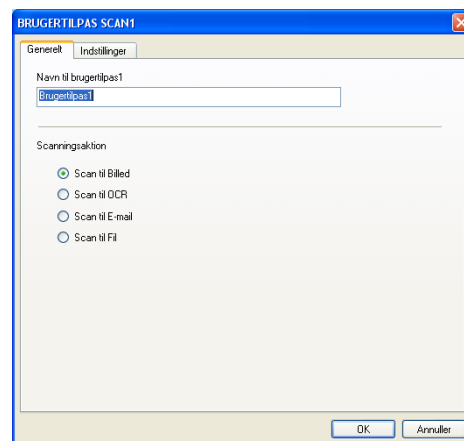 BRUGERTILPAS SCAN1
Generelt Indstillinger
Navn til brugertilpas1
Brugertilpas1
Scanningsaktion
Scan til Billed
Scan til OCR
Scan til E-mail
Scan til Fil
OK Annuller